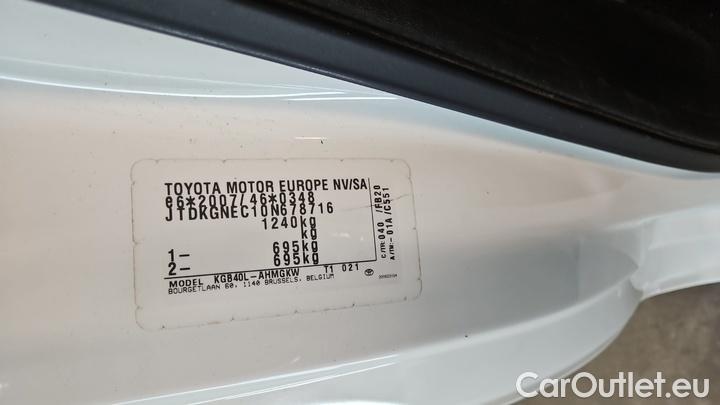 TOYOTA MOTOR EUROPE NV/SA
e6*2007/46*0348
JTDKGNEC10N678716
1240kg
kg
1- 695kg
2- 695kg
MODEL KGB40L-AHMGKW T1 021
BOURGETLAAN 60, 1140 BRUSSELS, BELGIUM
C/TR: 040 /FB20
A/TM: -01A /C551
CarOutlet.eu